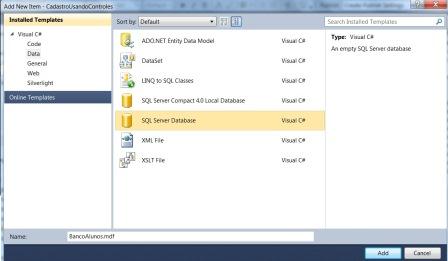 Add New Item - CadastroUsandoControles
Installed Templates
Visual C#
Code
Data
General
Web
Silverlight
Online Templates
Sort by: Default
ADO.NET Entity Data Model Visual C#
DataSet Visual C#
LINQ to SQL Classes Visual C#
SQL Server Compact 4.0 Local Database Visual C#
SQL Server Database Visual C#
XML File Visual C#
XSLT File Visual C#
Search Installed Templates
Type: Visual C#
An empty SQL Server database
Name: BancoAlunos.mdf
Add Cancel